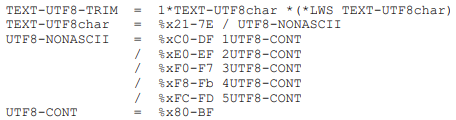 TEXT-UTF8-TRIM = 1*TEXT-UTF8char *(*LWS TEXT-UTF8char)
TEXT-UTF8char = %x21-7E / UTF8-NONASCII
UTF8-NONASCII = %xC0-DF 1UTF8-CONT
/ %xE0-EF 2UTF8-CONT
/ %xF0-F7 3UTF8-CONT
/ %xF8-Fb 4UTF8-CONT
/ %xFC-FD 5UTF8-CONT
UTF8-CONT = %x80-BF